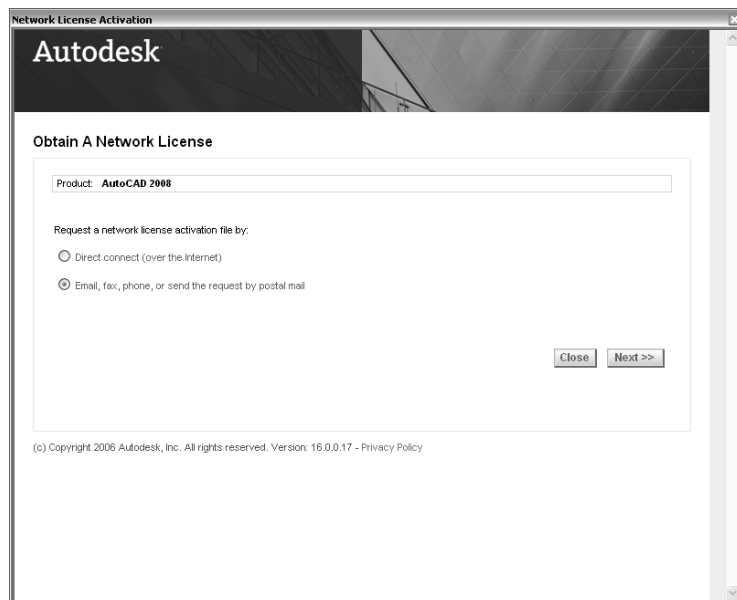 Network License Activation
Autodesk
Obtain A Network License
Product: AutoCAD 2008
Request a network license activation file by:
Direct connect (over the Internet)
Email, fax, phone, or send the request by postal mail
Close Next >>
(c) Copyright 2006 Autodesk, Inc. All rights reserved. Version: 16.0.0.17 - Privacy Policy